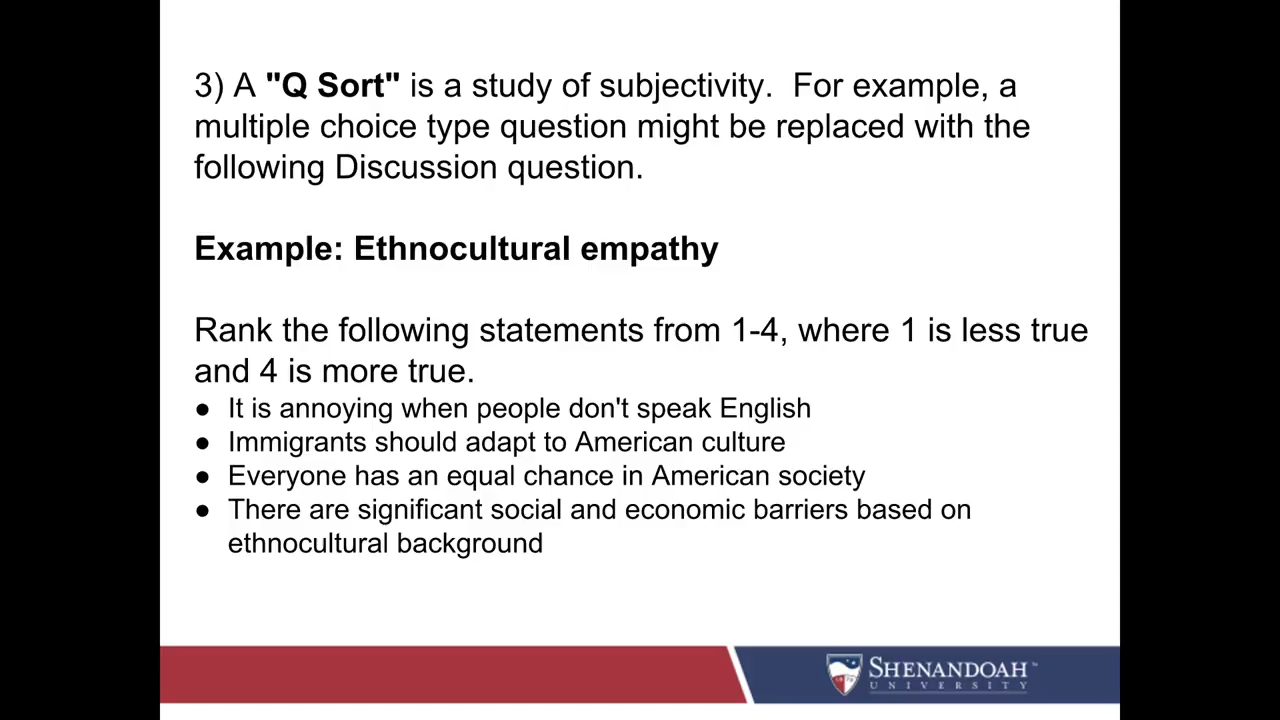 3) A "Q Sort" is a study of subjectivity.  For example, a
multiple choice type question might be replaced with the
following Discussion question.
Example: Ethnocultural empathy
Rank the following statements from 1-4, where 1 is less true
and 4 is more true.
● It is annoying when people don't speak English
● Immigrants should adapt to American culture
● Everyone has an equal chance in American society
● There are significant social and economic barriers based on
ethnocultural background
SHENANDOAH
UNIVERSITY